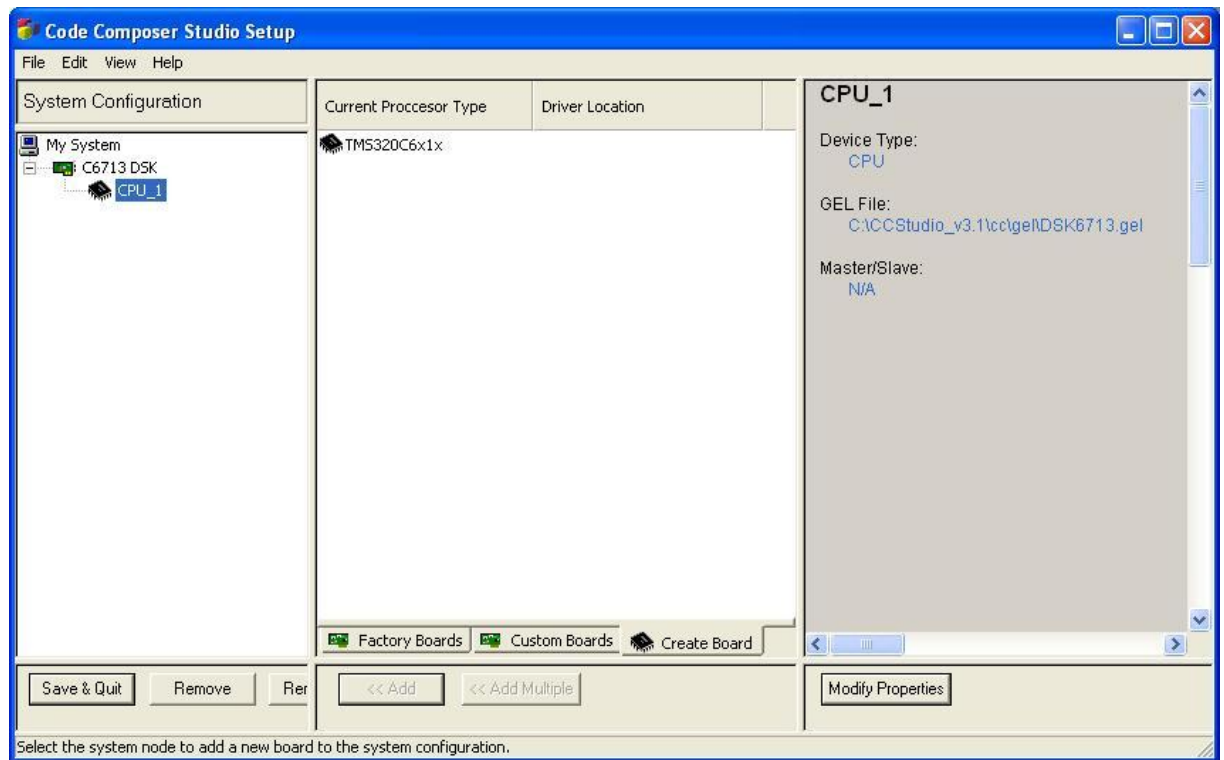 Code Composer Studio Setup
File Edit View Help
System Configuration
Current Proccesor Type Driver Location
My System
C6713 DSK
CPU_1
TMS320C6x1x
CPU_1
Device Type:
CPU
GEL File:
C:\CCStudio_v3.1\cc\gel\DSK6713.gel
Master/Slave:
N/A
Factory Boards Custom Boards Create Board
Save & Quit Remove Rer << Add << Add Multiple Modify Properties
Select the system node to add a new board to the system configuration.